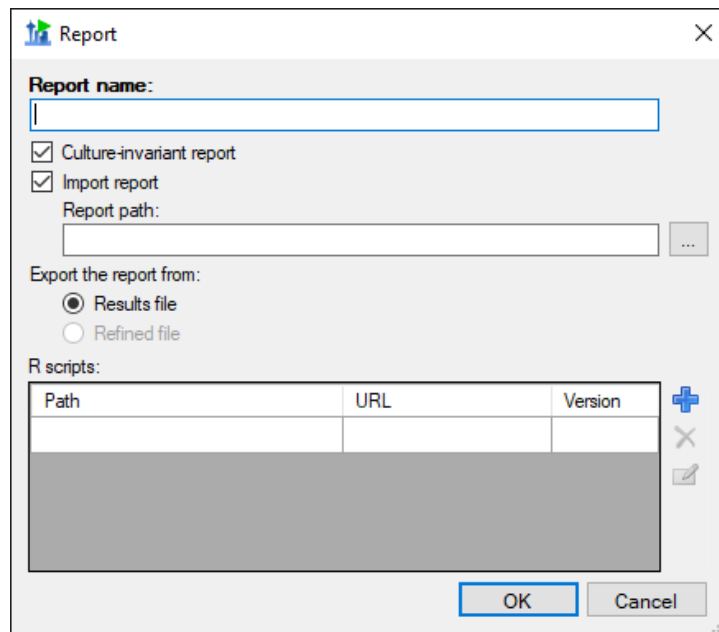 Report
Report name:
Culture-invariant report
Import report
Report path:
...
Export the report from:
Results file
Refined file
R scripts:
Path URL Version
OK Cancel